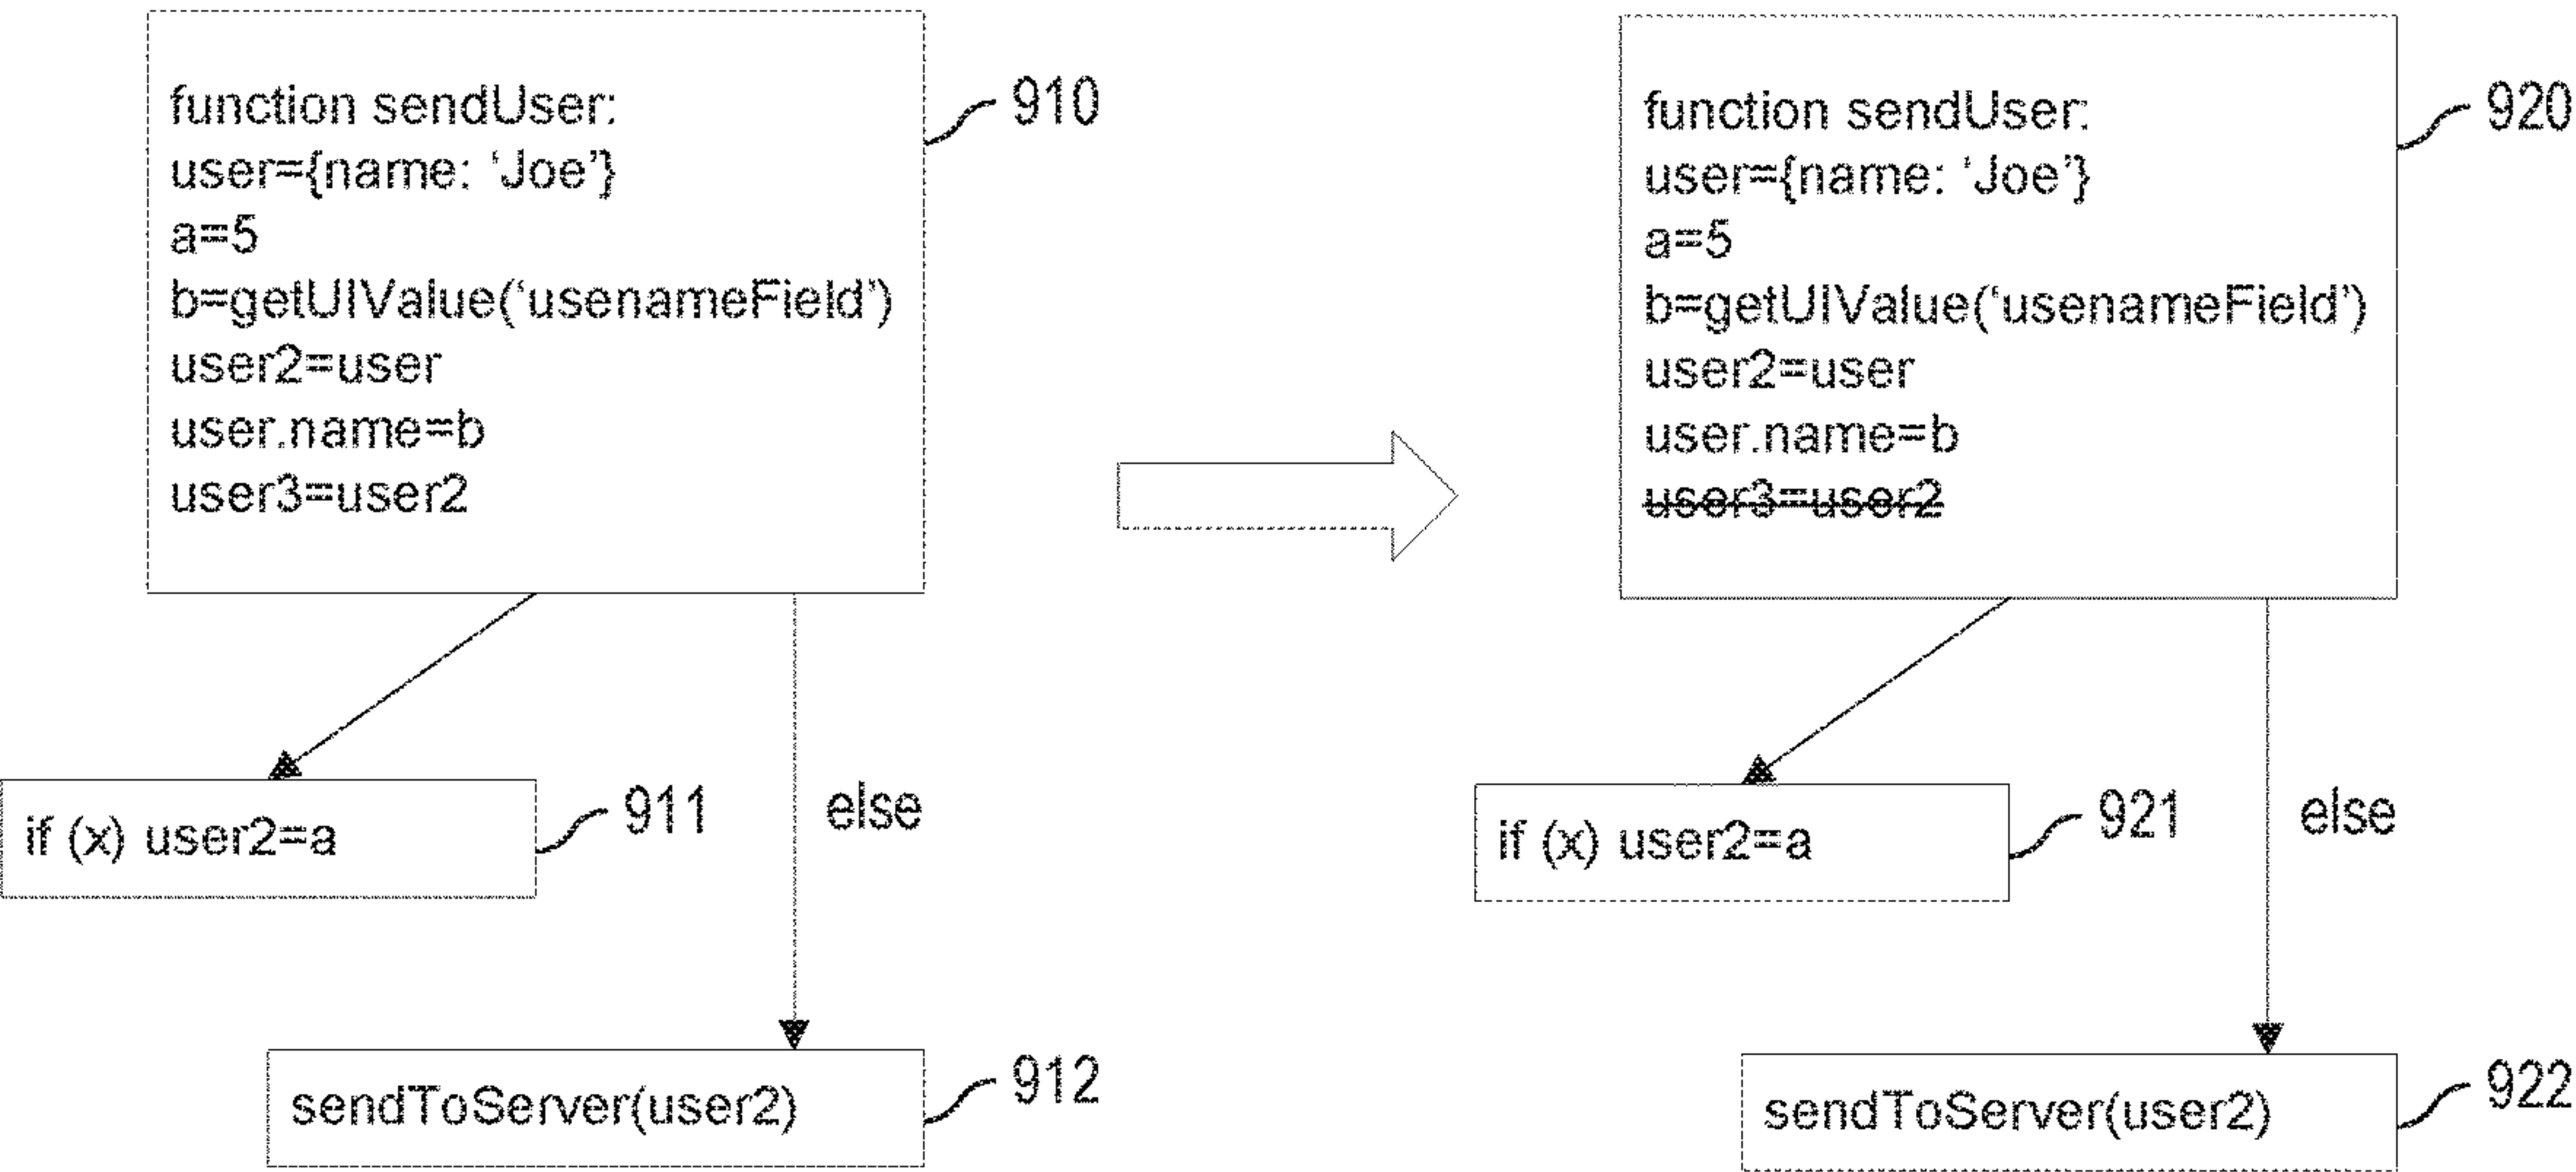 function sendUser:
user={name: ‘Joe’}
a=5
b=getUIValue(‘usenameField’)
user2=user
user.name=b
user3=user2
910
if (x) user2=a
911
else
sendToServer(user2)
912
function sendUser:
user={name: ‘Joe’}
a=5
b=getUIValue(‘usenameField’)
user2=user
user.name=b
user3=user2
920
if (x) user2=a
921
else
sendToServer(user2)
922